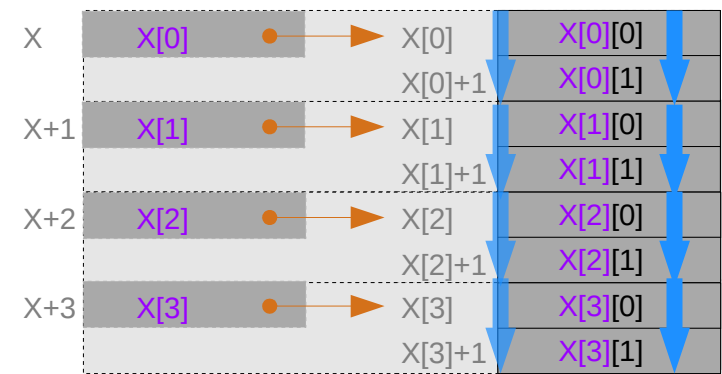 X X[0] X[0] X[0][0]
X[0]+1 X[0][1]
X+1 X[1] X[1] X[1][0]
X[1]+1 X[1][1]
X+2 X[2] X[2] X[2][0]
X[2]+1 X[2][1]
X+3 X[3] X[3] X[3][0]
X[3]+1 X[3][1]